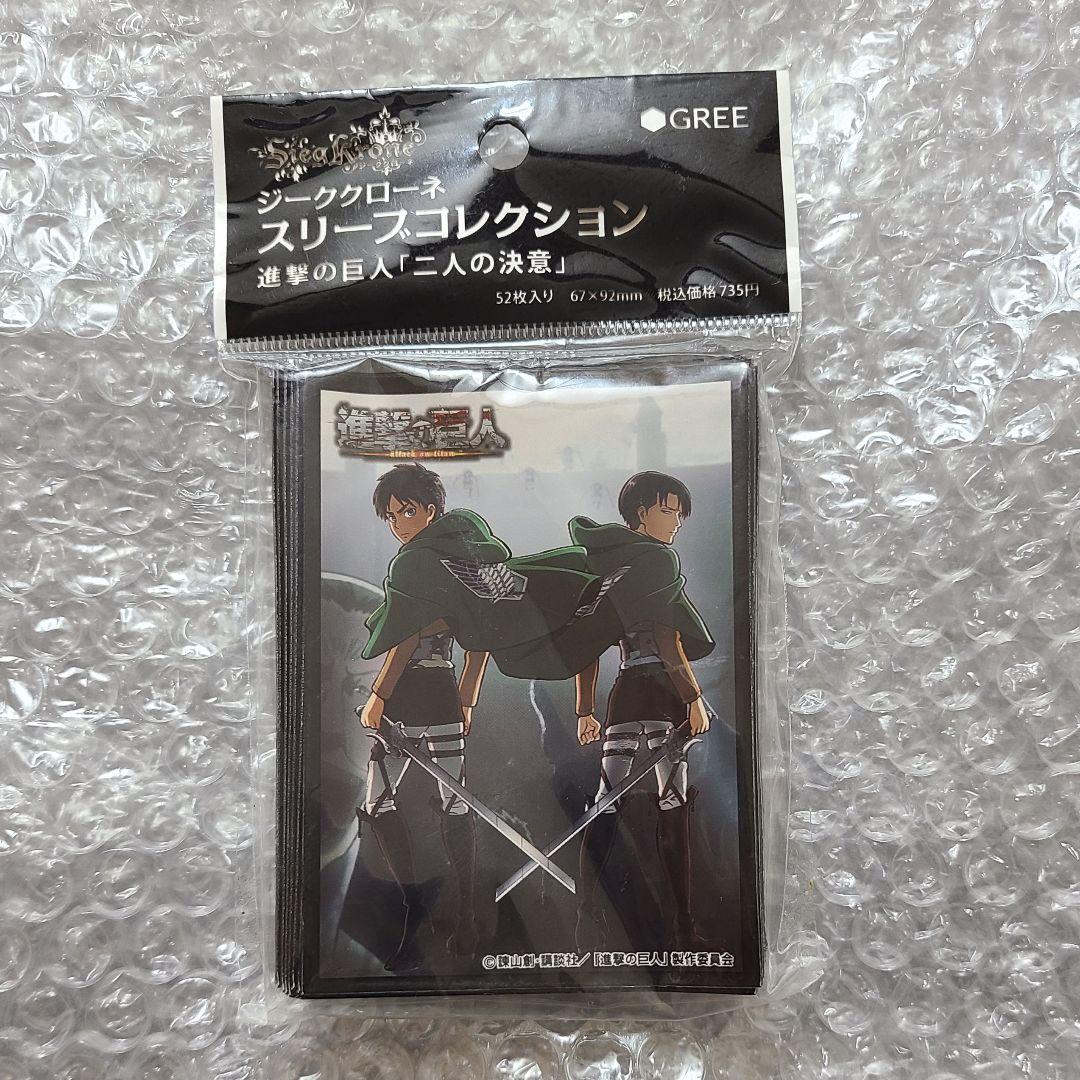 Sieg Krone
GREE
ジーククローネ
スリーブコレクション
進撃の巨人「二人の決意」
52枚入り 67×92mm 税込価格735円
進撃の巨人
attack on titan
©諫山創・講談社/「進撃の巨人」製作委員会